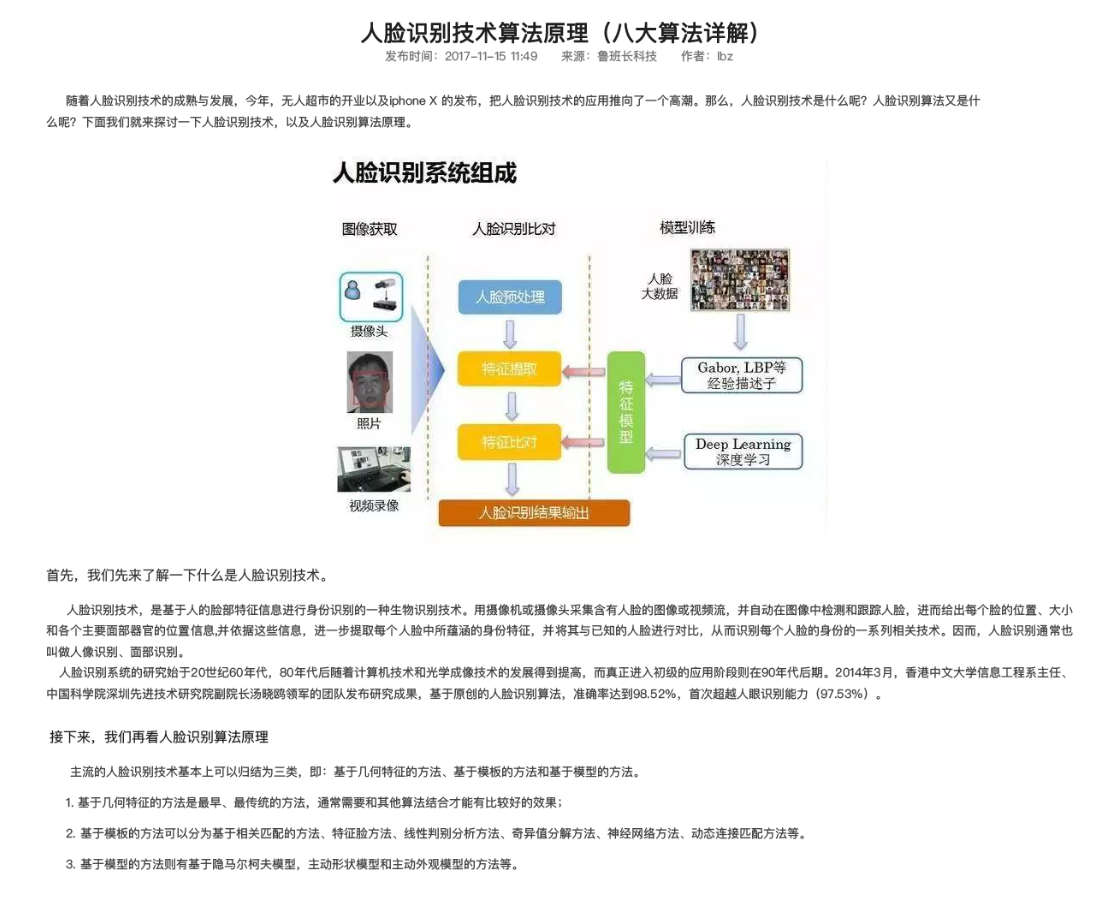 人脸识别技术算法原理（八大算法详解）
发布时间：2017-11-15 11:49 来源：鲁班长科技 作者：lbz
随着人脸识别技术的成熟与发展，今年，无人超市的开业以及iphone X 的发布，把人脸识别技术的应用推向了一个高潮。那么，人脸识别技术是什么呢？人脸识别算法又是什
么呢？下面我们就来探讨一下人脸识别技术，以及人脸识别算法原理。
人脸识别系统组成
图像获取 人脸识别比对 模型训练
摄像头
照片
视频录像
人脸预处理
特征提取
特征比对
人脸识别结果输出
特征模型
人脸
大数据
Gabor, LBP等
经验描述子
Deep Learning
深度学习
首先，我们先来了解一下什么是人脸识别技术。
人脸识别技术，是基于人的脸部特征信息进行身份识别的一种生物识别技术。用摄像机或摄像头采集含有人脸的图像或视频流，并自动在图像中检测和跟踪人脸，进而给出每个脸的位置、大小
和各个主要面部器官的位置信息,并依据这些信息，进一步提取每个人脸中所蕴涵的身份特征，并将其与已知的人脸进行对比，从而识别每个人脸的身份的一系列相关技术。因而，人脸识别通常也
叫做人像识别、面部识别。
人脸识别系统的研究始于20世纪60年代，80年代后随着计算机技术和光学成像技术的发展得到提高，而真正进入初级的应用阶段则在90年代后期。2014年3月，香港中文大学信息工程系主任、
中国科学院深圳先进技术研究院副院长汤晓鸥领军的团队发布研究成果，基于原创的人脸识别算法，准确率达到98.52%，首次超越人眼识别能力（97.53%）。
接下来，我们再看人脸识别算法原理
主流的人脸识别技术基本上可以归结为三类，即：基于几何特征的方法、基于模板的方法和基于模型的方法。
1. 基于几何特征的方法是最早、最传统的方法，通常需要和其他算法结合才能有比较好的效果；
2. 基于模板的方法可以分为基于相关匹配的方法、特征脸方法、线性判别分析方法、奇异值分解方法、神经网络方法、动态连接匹配方法等。
3. 基于模型的方法则有基于隐马尔柯夫模型，主动形状模型和主动外观模型的方法等。